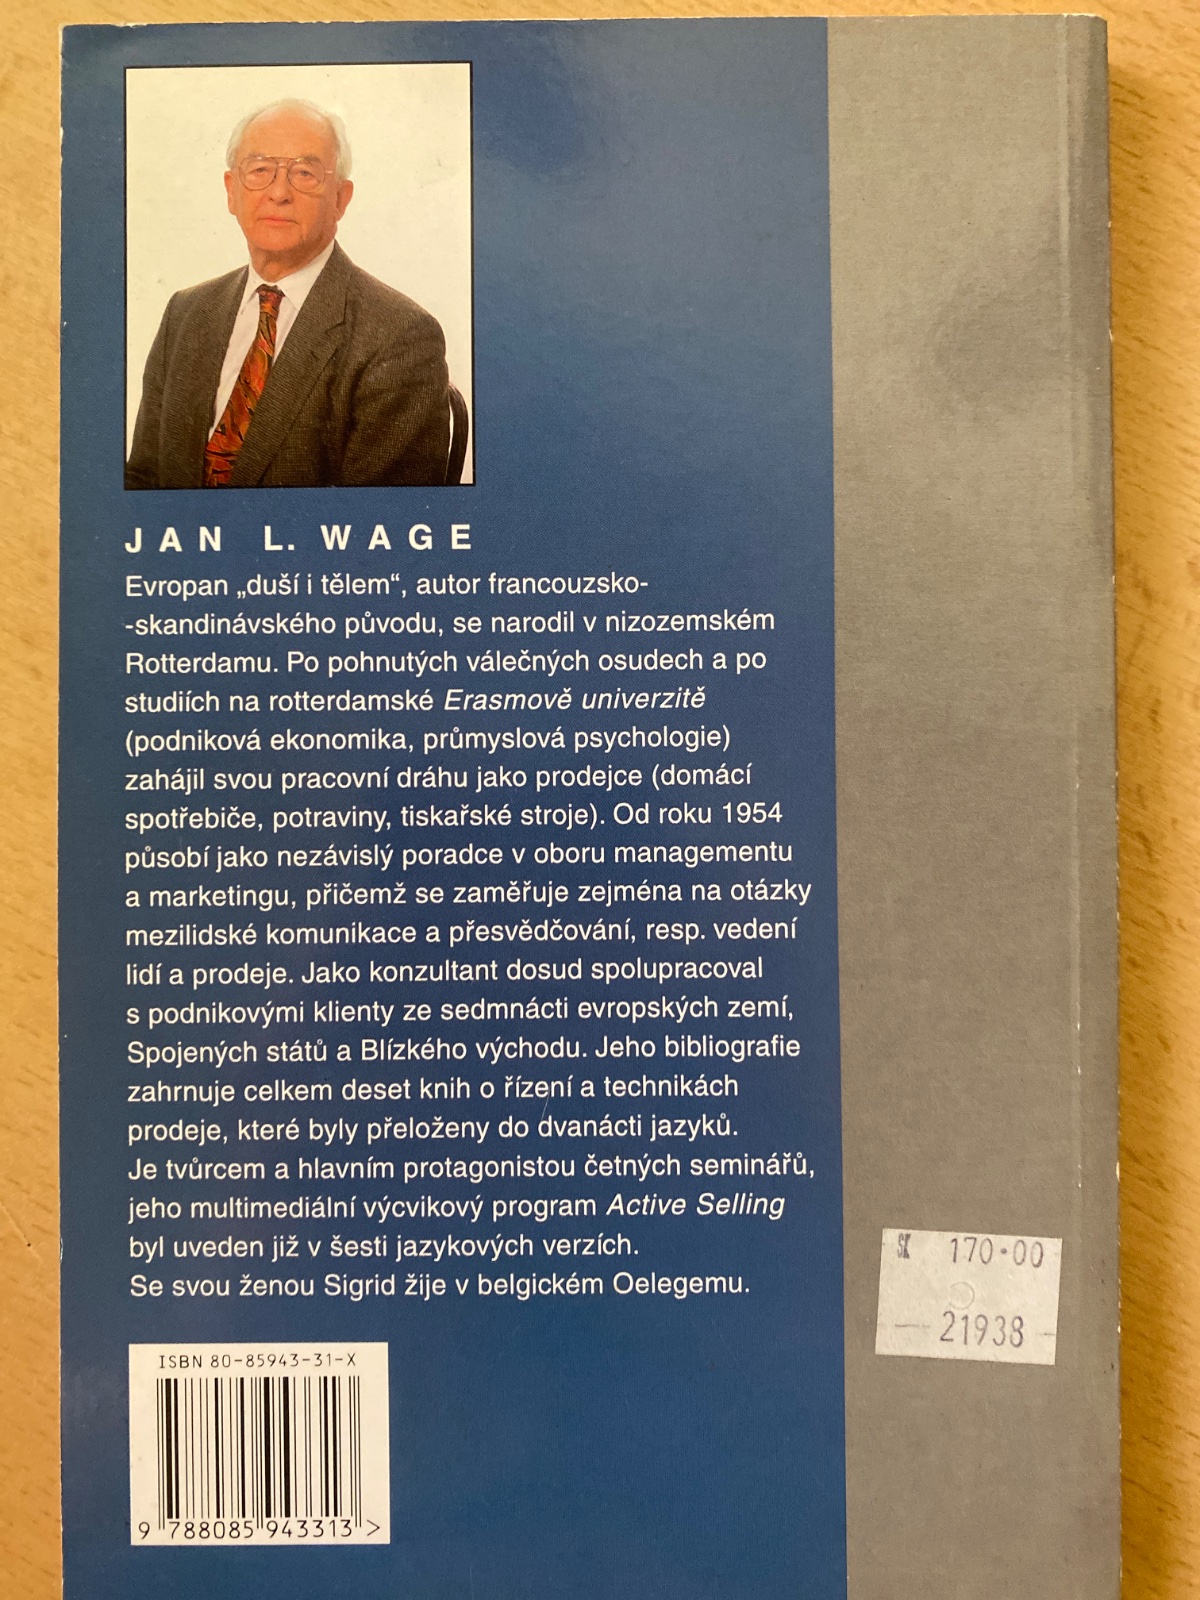 JAN L. WAGE
Evropan „duší i tělem“, autor francouzsko-
-skandinávského původu, se narodil v nizozemském
Rotterdamu. Po pohnutých válečných osudech a po
studiích na rotterdamské Erasmově univerzitě
(podniková ekonomika, průmyslová psychologie)
zahájil svou pracovní dráhu jako prodejce (domácí
spotřebiče, potraviny, tiskařské stroje). Od roku 1954
působí jako nezávislý poradce v oboru managementu
a marketingu, přičemž se zaměřuje zejména na otázky
mezilidské komunikace a přesvědčování, resp. vedení
lidí a prodeje. Jako konzultant dosud spolupracoval
s podnikovými klienty ze sedmnácti evropských zemí,
Spojených států a Blízkého východu. Jeho bibliografie
zahrnuje celkem deset knih o řízení a technikách
prodeje, které byly přeloženy do dvanácti jazyků.
Je tvůrcem a hlavním protagonistou četných seminářů,
jeho multimediální výcvikový program Active Selling
byl uveden již v šesti jazykových verzích.
Se svou ženou Sigrid žije v belgickém Oelegemu.
SK 170·00
— 21938 —
ISBN 80-85943-31-X
9 788085 943313 >